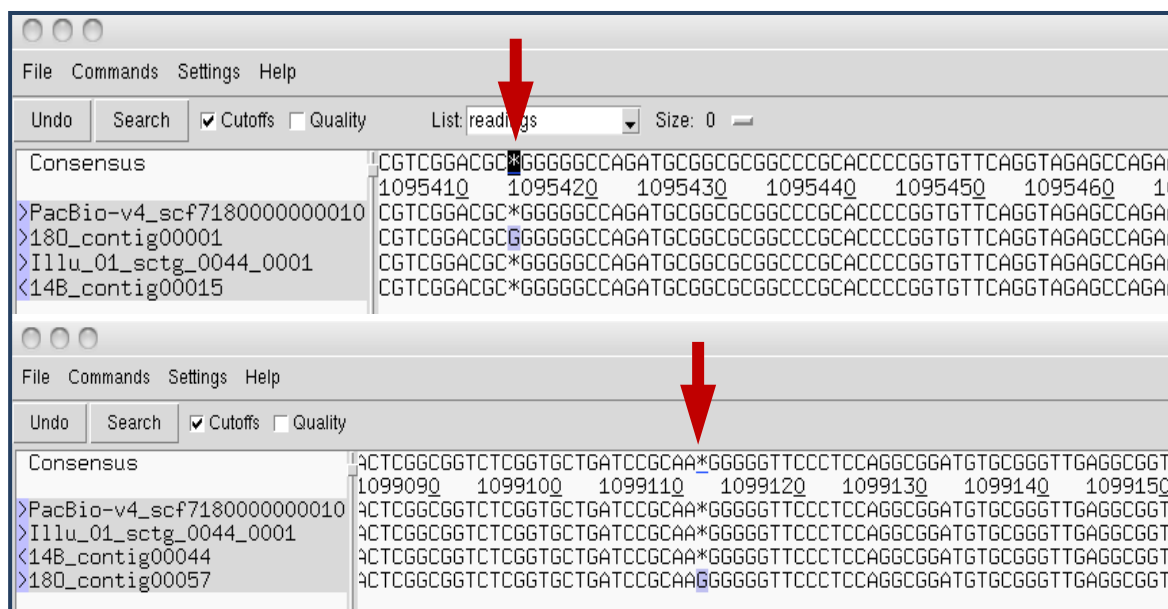 File Commands Settings Help
Undo Search Cutoffs Quality List: readings Size: 0
Consensus CGTCGGACGC*GGGGGCCAGATGCGGCGCGGCCCGCACCCCGGTGTTCAGGTAGAGCCAGA
1095410 1095420 1095430 1095440 1095450 1095460 1
>PacBio-v4_scf7180000000010 CGTCGGACGC*GGGGGCCAGATGCGGCGCGGCCCGCACCCCGGTGTTCAGGTAGAGCCAGA
>180_contig00001 CGTCGGACGCGGGGGGCCAGATGCGGCGCGGCCCGCACCCCGGTGTTCAGGTAGAGCCAGA
>Illu_01_sctg_0044_0001 CGTCGGACGC*GGGGGCCAGATGCGGCGCGGCCCGCACCCCGGTGTTCAGGTAGAGCCAGA
<14B_contig00015 CGTCGGACGC*GGGGGCCAGATGCGGCGCGGCCCGCACCCCGGTGTTCAGGTAGAGCCAGA
File Commands Settings Help
Undo Search Cutoffs Quality
Consensus ACTCGGCGGTCTCGGTGCTGATCCGCAA*GGGGGTTCCCTCCAGGCGGATGTGCGGGTTGAGGCGGT
1099090 1099100 1099110 1099120 1099130 1099140 1099150
>PacBio-v4_scf7180000000010 ACTCGGCGGTCTCGGTGCTGATCCGCAA*GGGGGTTCCCTCCAGGCGGATGTGCGGGTTGAGGCGGT
>Illu_01_sctg_0044_0001 ACTCGGCGGTCTCGGTGCTGATCCGCAA*GGGGGTTCCCTCCAGGCGGATGTGCGGGTTGAGGCGGT
<14B_contig00044 ACTCGGCGGTCTCGGTGCTGATCCGCAA*GGGGGTTCCCTCCAGGCGGATGTGCGGGTTGAGGCGGT
>180_contig00057 ACTCGGCGGTCTCGGTGCTGATCCGCAAGGGGGGTTCCCTCCAGGCGGATGTGCGGGTTGAGGCGGT